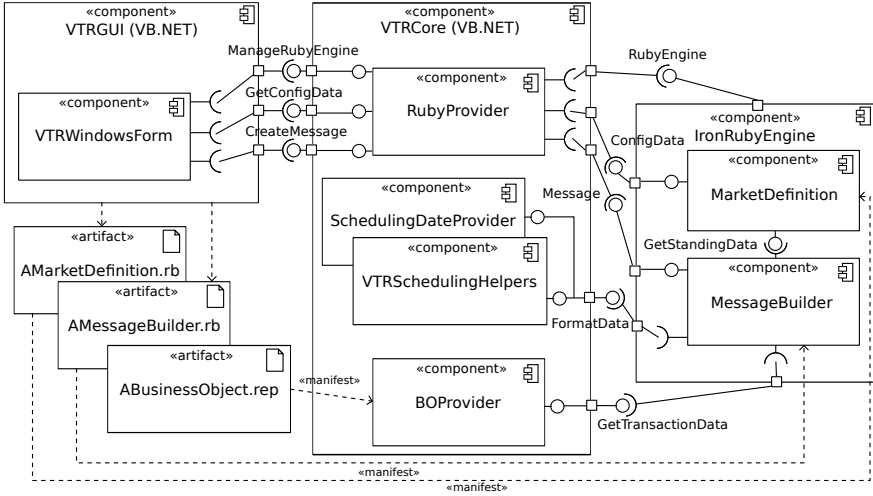 «component»
VTRGUI (VB.NET)
«component»
VTRCore (VB.NET)
ManageRubyEngine
RubyEngine
«component»
RubyProvider
GetConfigData
«component»
VTRWindowsForm
CreateMessage
«component»
IronRubyEngine
ConfigData
«component»
MarketDefinition
«component»
SchedulingDateProvider
Message
«artifact»
AMarketDefinition.rb
GetStandingData
«component»
VTRSchedulingHelpers
«component»
MessageBuilder
«artifact»
AMessageBuilder.rb
FormatData
«artifact»
ABusinessObject.rep
«manifest»
«component»
BOProvider
GetTransactionData
«manifest»
«manifest»